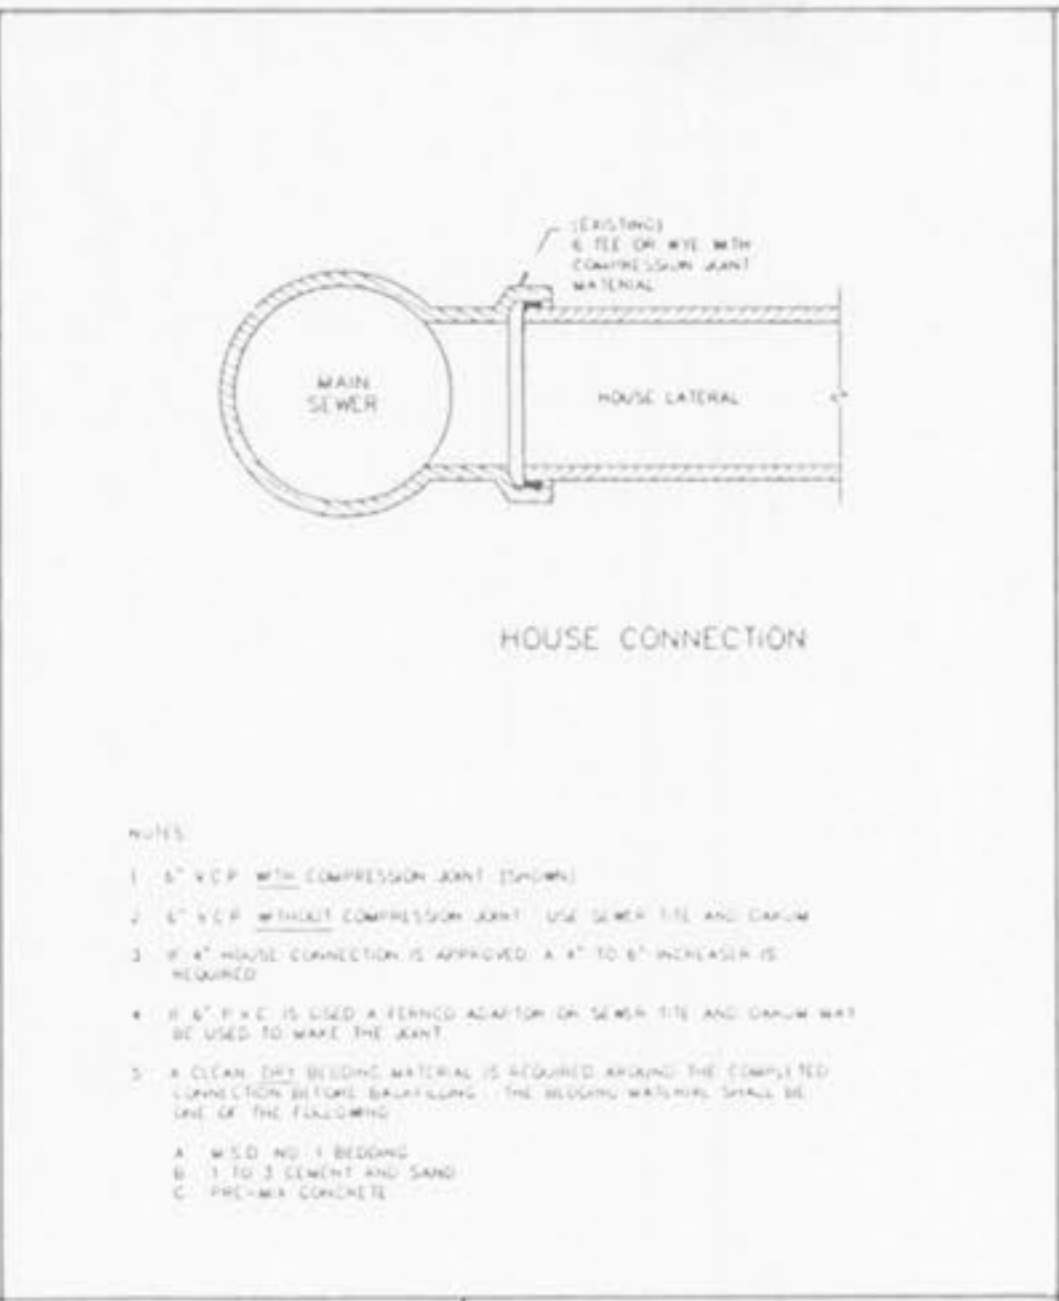 (EXISTING)
6 TEE OR WYE WITH
COMPRESSION JOINT
MATERIAL
MAIN
SEWER
HOUSE LATERAL
HOUSE CONNECTION
NOTES
1 6" V.C.P. WITH COMPRESSION JOINT (SHOWN)
2 6" V.C.P. WITHOUT COMPRESSION JOINT USE SEWER TITE AND OAKUM
3 IF 4" HOUSE CONNECTION IS APPROVED, A 4" TO 6" INCREASER IS
REQUIRED
4 IF 6" P.V.C. IS USED A FERNCO ADAPTOR OR SEWER TITE AND OAKUM MAY
BE USED TO MAKE THE JOINT
5 A CLEAN, DRY BEDDING MATERIAL IS REQUIRED AROUND THE COMPLETED
CONNECTION BEFORE BACKFILLING. THE BEDDING MATERIAL SHALL BE
ONE OF THE FOLLOWING
A M.S.D. NO. 1 BEDDING
B 1 TO 3 CEMENT AND SAND
C PRE-MIX CONCRETE